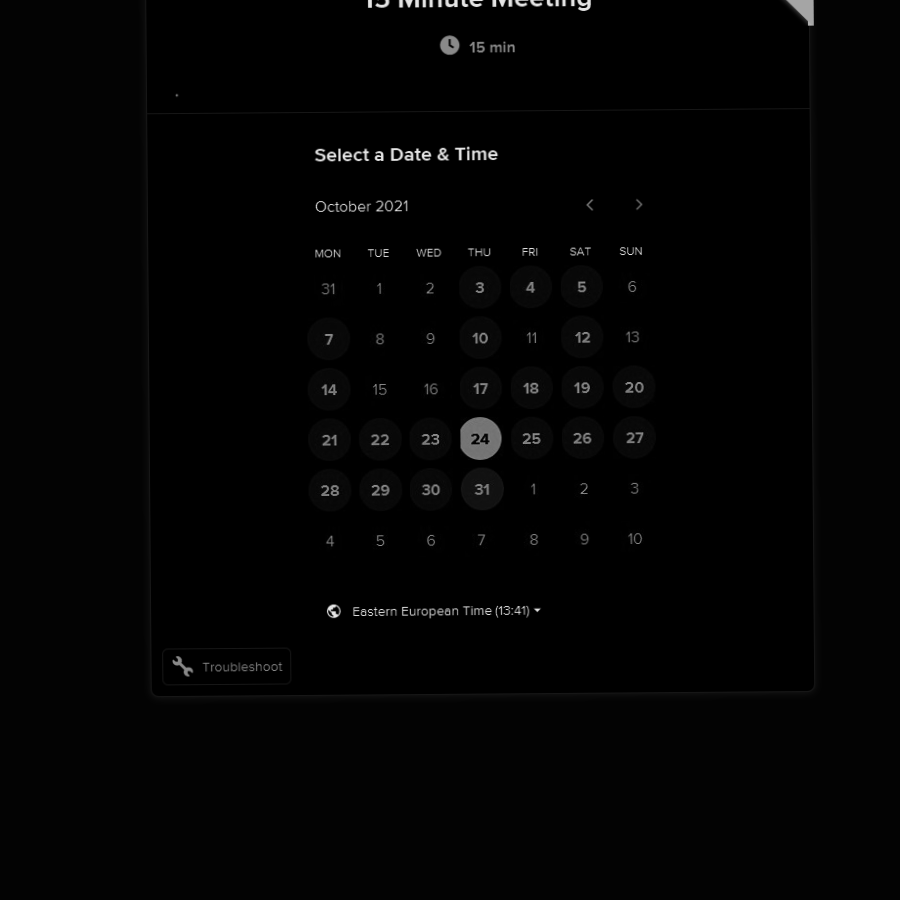 15 Minute Meeting
15 min
Select a Date & Time
October 2021
MON TUE WED THU FRI SAT SUN
31 1 2 3 4 5 6
7 8 9 10 11 12 13
14 15 16 17 18 19 20
21 22 23 24 25 26 27
28 29 30 31 1 2 3
4 5 6 7 8 9 10
Eastern European Time (13:41)
Troubleshoot